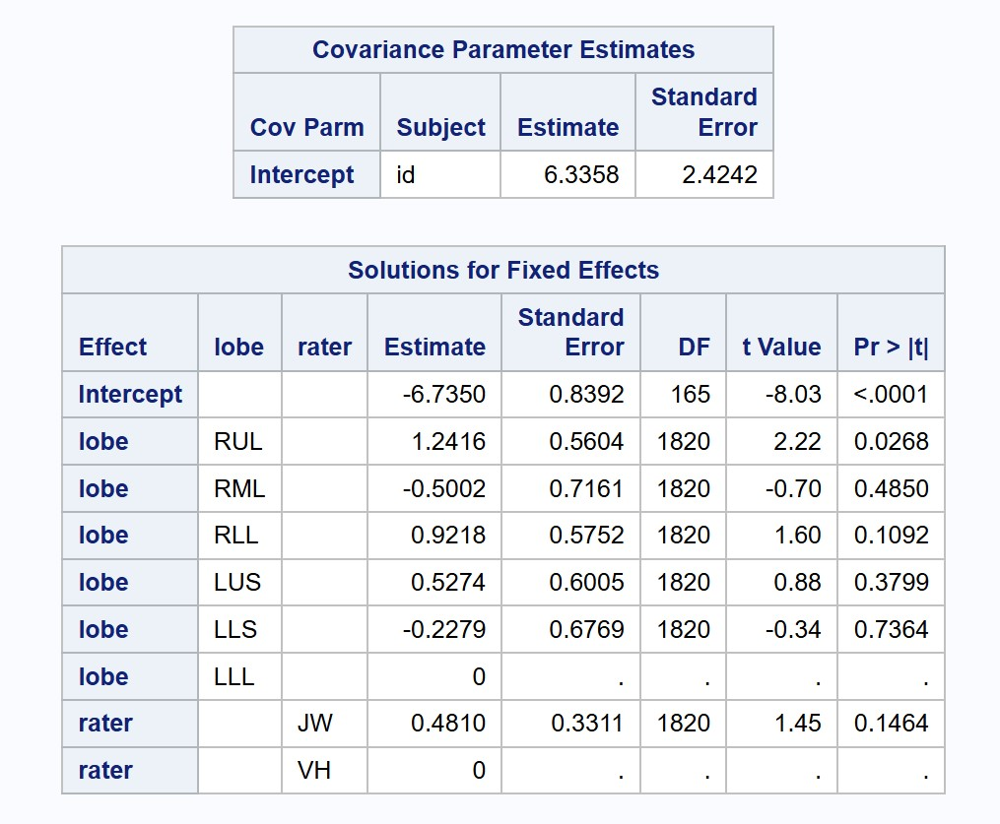 Covariance Parameter Estimates
Cov Parm Subject Estimate Standard Error
Intercept id 6.3358 2.4242
Solutions for Fixed Effects
Effect lobe rater Estimate Standard Error DF t Value Pr > |t|
Intercept -6.7350 0.8392 165 -8.03 <.0001
lobe RUL 1.2416 0.5604 1820 2.22 0.0268
lobe RML -0.5002 0.7161 1820 -0.70 0.4850
lobe RLL 0.9218 0.5752 1820 1.60 0.1092
lobe LUS 0.5274 0.6005 1820 0.88 0.3799
lobe LLS -0.2279 0.6769 1820 -0.34 0.7364
lobe LLL 0 . . . .
rater JW 0.4810 0.3311 1820 1.45 0.1464
rater VH 0 . . . .